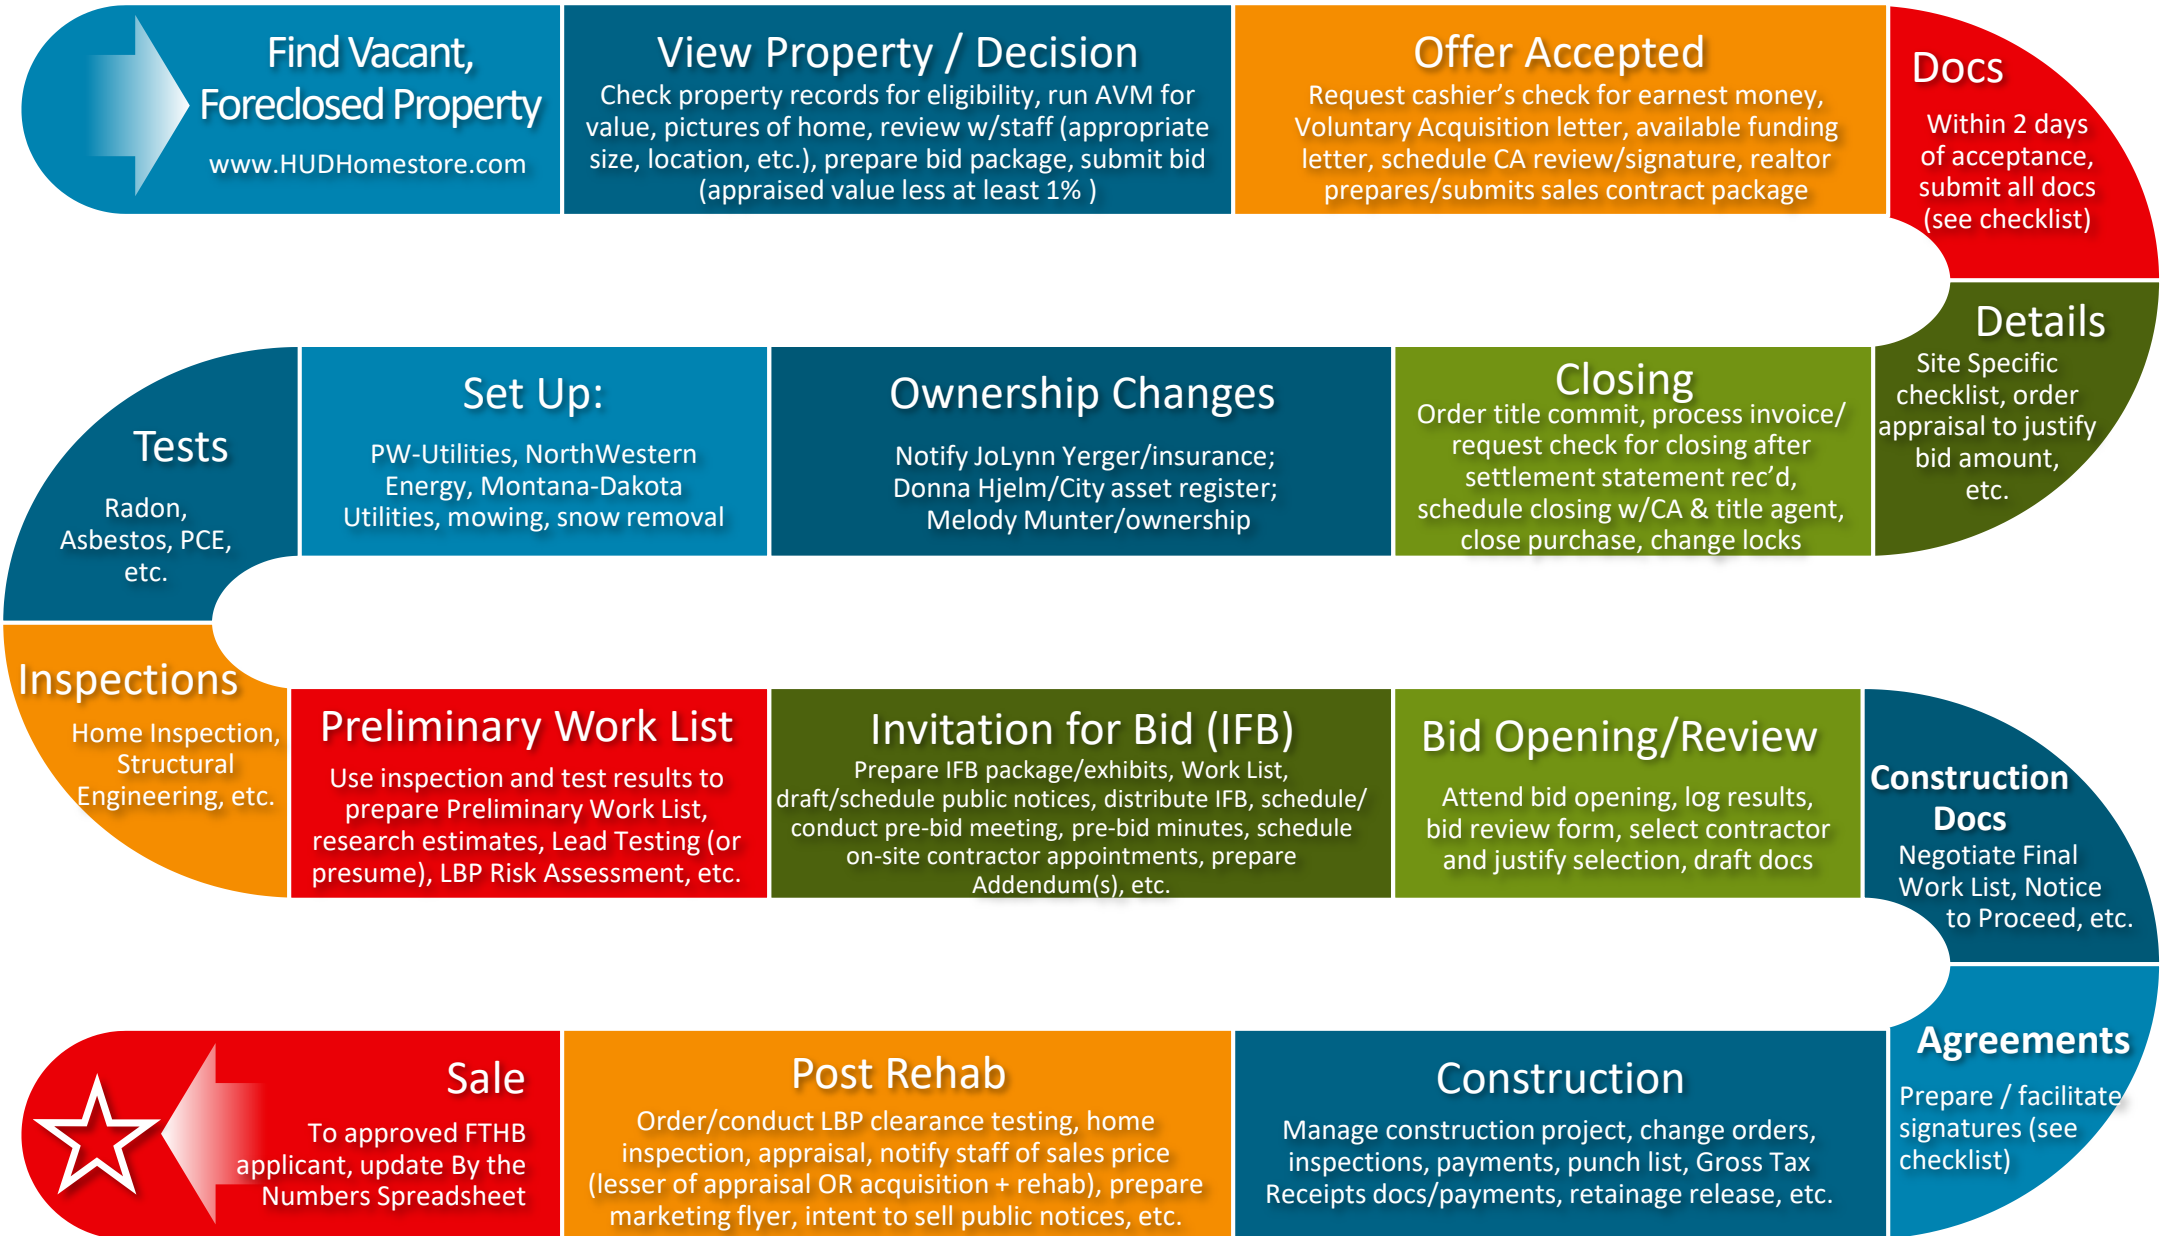 Find Vacant,
Foreclosed Property
www.HUDHomestore.com
View Property / Decision
Check property records for eligibility, run AVM for
value, pictures of home, review w/staff (appropriate
size, location, etc.), prepare bid package, submit bid
(appraised value less at least 1% )
Offer Accepted
Request cashier’s check for earnest money,
Voluntary Acquisition letter, available funding
letter, schedule CA review/signature, realtor
prepares/submits sales contract package
Docs
Within 2 days
of acceptance,
submit all docs
(see checklist)
Details
Site Specific
checklist, order
appraisal to justify
bid amount,
etc.
Closing
Order title commit, process invoice/
request check for closing after
settlement statement rec’d,
schedule closing w/CA & title agent,
close purchase, change locks
Ownership Changes
Notify JoLynn Yerger/insurance;
Donna Hjelm/City asset register;
Melody Munter/ownership
Set Up:
PW-Utilities, NorthWestern
Energy, Montana-Dakota
Utilities, mowing, snow removal
Tests
Radon,
Asbestos, PCE,
etc.
Inspections
Home Inspection,
Structural
Engineering, etc.
Preliminary Work List
Use inspection and test results to
prepare Preliminary Work List,
research estimates, Lead Testing (or
presume), LBP Risk Assessment, etc.
Invitation for Bid (IFB)
Prepare IFB package/exhibits, Work List,
draft/schedule public notices, distribute IFB, schedule/
conduct pre-bid meeting, pre-bid minutes, schedule
on-site contractor appointments, prepare
Addendum(s), etc.
Bid Opening/Review
Attend bid opening, log results,
bid review form, select contractor
and justify selection, draft docs
Construction
Docs
Negotiate Final
Work List, Notice
to Proceed, etc.
Agreements
Prepare / facilitate
signatures (see
checklist)
Construction
Manage construction project, change orders,
inspections, payments, punch list, Gross Tax
Receipts docs/payments, retainage release, etc.
Post Rehab
Order/conduct LBP clearance testing, home
inspection, appraisal, notify staff of sales price
(lesser of appraisal OR acquisition + rehab), prepare
marketing flyer, intent to sell public notices, etc.
Sale
To approved FTHB
applicant, update By the
Numbers Spreadsheet